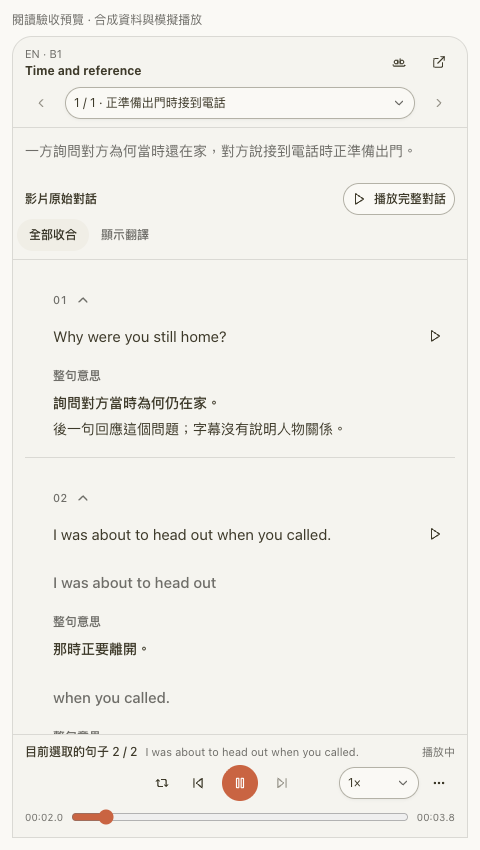 閱讀驗收預覽 · 合成資料與模擬播放
EN · B1
Time and reference
ab
1 / 1 · 正準備出門時接到電話
一方詢問對方為何當時還在家，對方說接到電話時正準備出門。
影片原始對話
播放完整對話
全部收合 顯示翻譯
01
Why were you still home?
整句意思
詢問對方當時為何仍在家。
後一句回應這個問題；字幕沒有說明人物關係。
02
I was about to head out when you called.
I was about to head out
整句意思
那時正要離開。
when you called.
整句意思
目前選取的句子 2 / 2 I was about to head out when you called. 播放中
1x
00:02.0 00:03.8